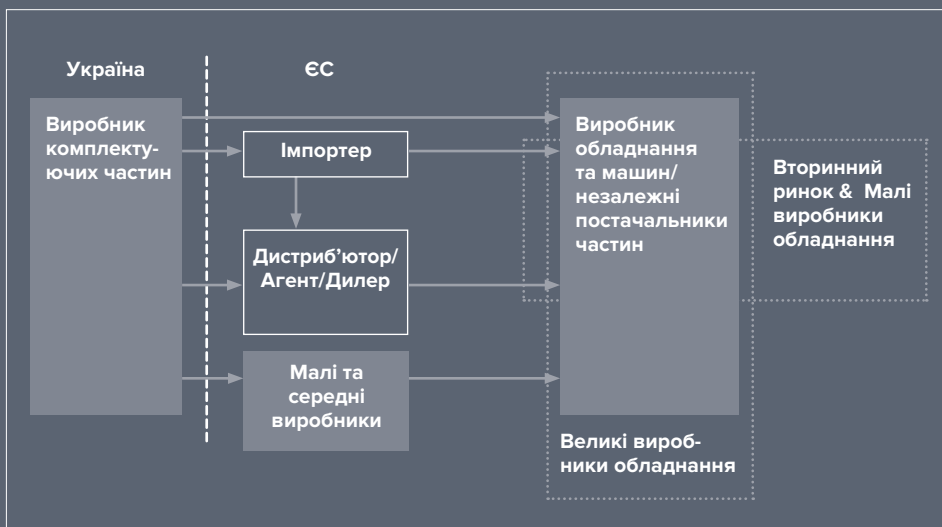 Україна
ЄС
Виробник
комплекту-
ючих частин
Імпортер
Дистриб’ютор/
Агент/Дилер
Малі та
середні
виробники
Виробник
обладнання
та машин/
незалежні
постачальники
частин
Вторинний
ринок & Малі
виробники
обладнання
Великі вироб-
ники обладнання